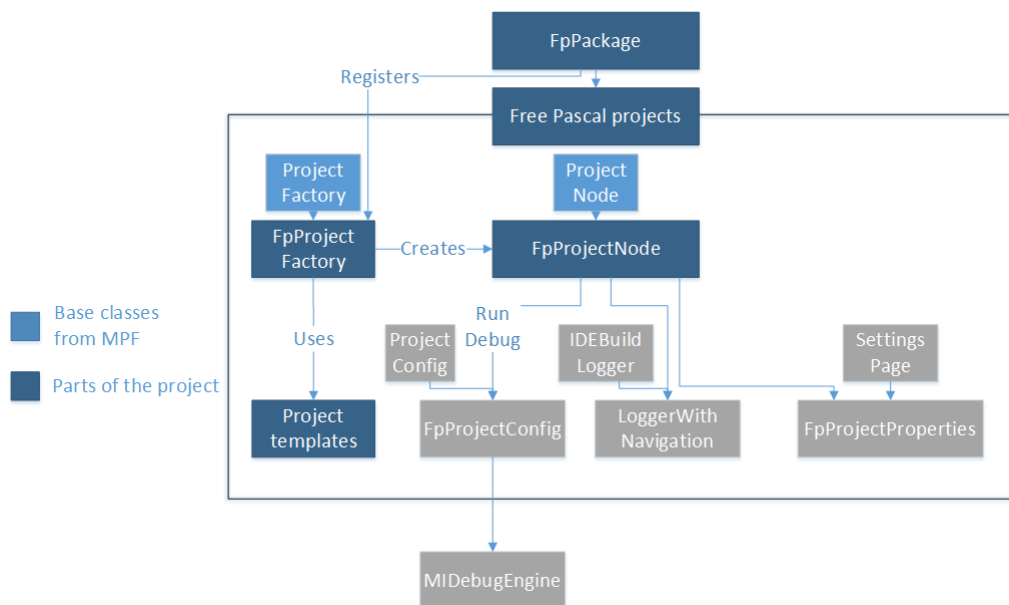 FpPackage
Registers
Free Pascal projects
Project
Factory
Project
Node
FpProject
Factory
Creates
FpProjectNode
Base classes
from MPF
Parts of the project
Uses
Run
Debug
Project
Config
IDEBuild
Logger
Settings
Page
Project
templates
FpProjectConfig
LoggerWith
Navigation
FpProjectProperties
MIDebugEngine